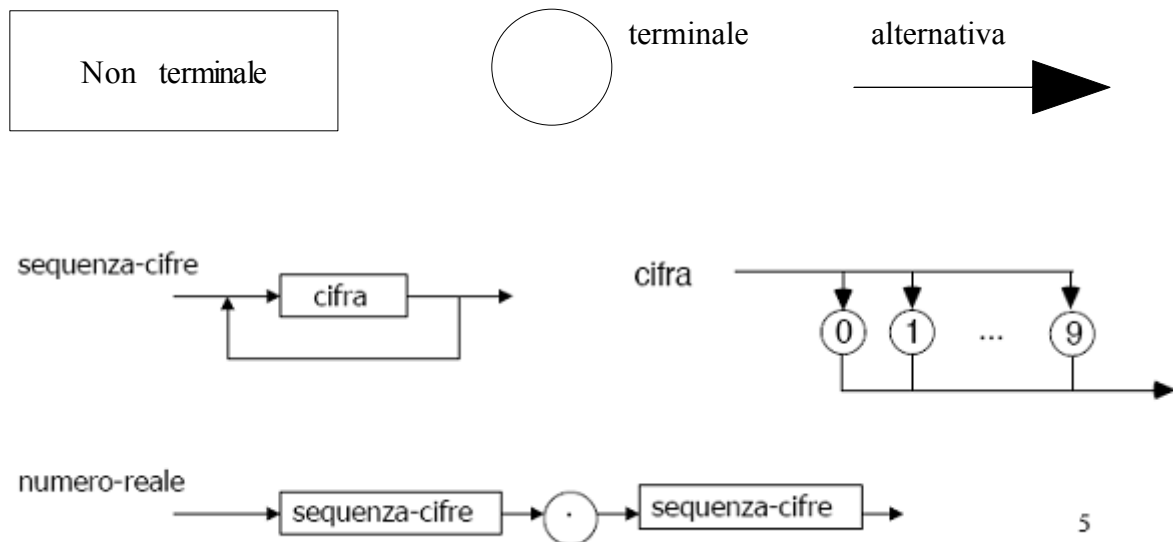 terminale alternativa
Non terminale
sequenza-cifre
cifra
cifra
0 1 ... 9
numero-reale
sequenza-cifre . sequenza-cifre
5